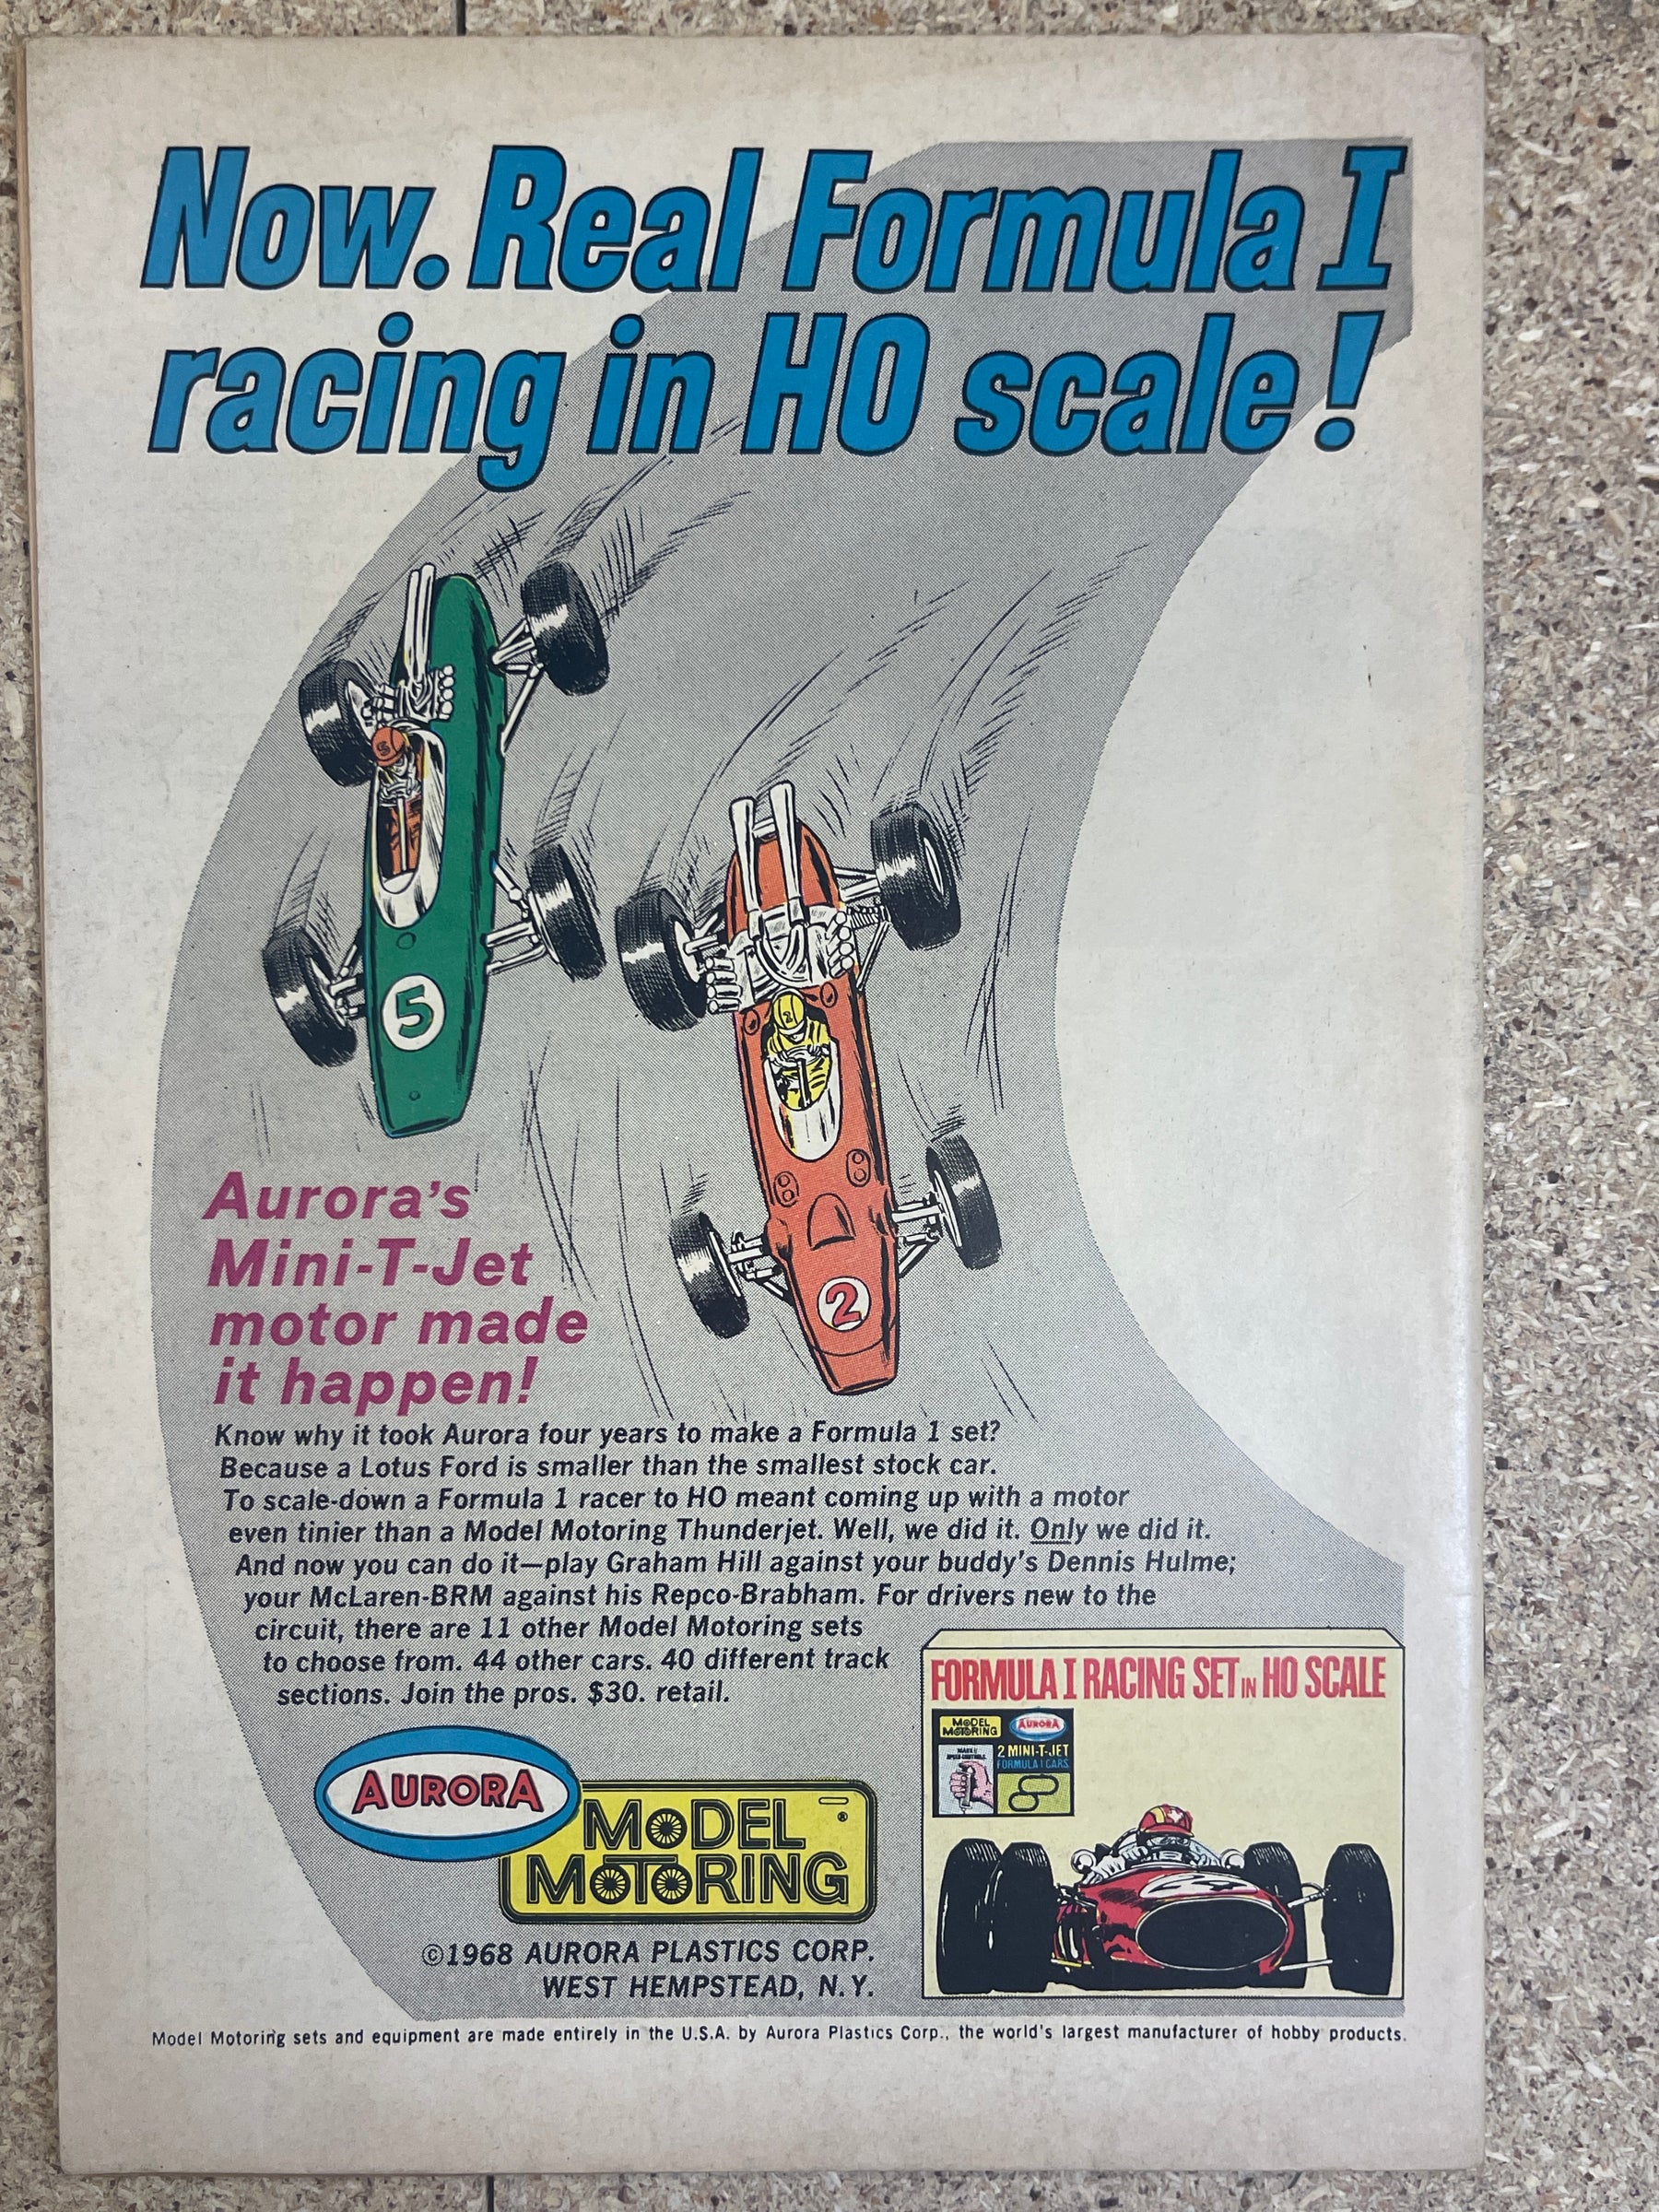 Now. Real Formula I
racing in HO scale!
5
5
2
2
Aurora's
Mini-T-Jet
motor made
it happen!
Know why it took Aurora four years to make a Formula 1 set?
Because a Lotus Ford is smaller than the smallest stock car.
To scale-down a Formula 1 racer to HO meant coming up with a motor
even tinier than a Model Motoring Thunderjet. Well, we did it. Only we did it.
And now you can do it—play Graham Hill against your buddy's Dennis Hulme;
your McLaren-BRM against his Repco-Brabham. For drivers new to the
circuit, there are 11 other Model Motoring sets
to choose from. 44 other cars. 40 different track
sections. Join the pros. $30. retail.
FORMULA I RACING SET IN HO SCALE
MODEL
MOTORING
AURORA
2 MINI-T-JET
FORMULA 1 CARS
AURORA
MODEL ®
MOTORING
©1968 AURORA PLASTICS CORP.
WEST HEMPSTEAD, N.Y.
Model Motoring sets and equipment are made entirely in the U.S.A. by Aurora Plastics Corp., the world's largest manufacturer of hobby products.